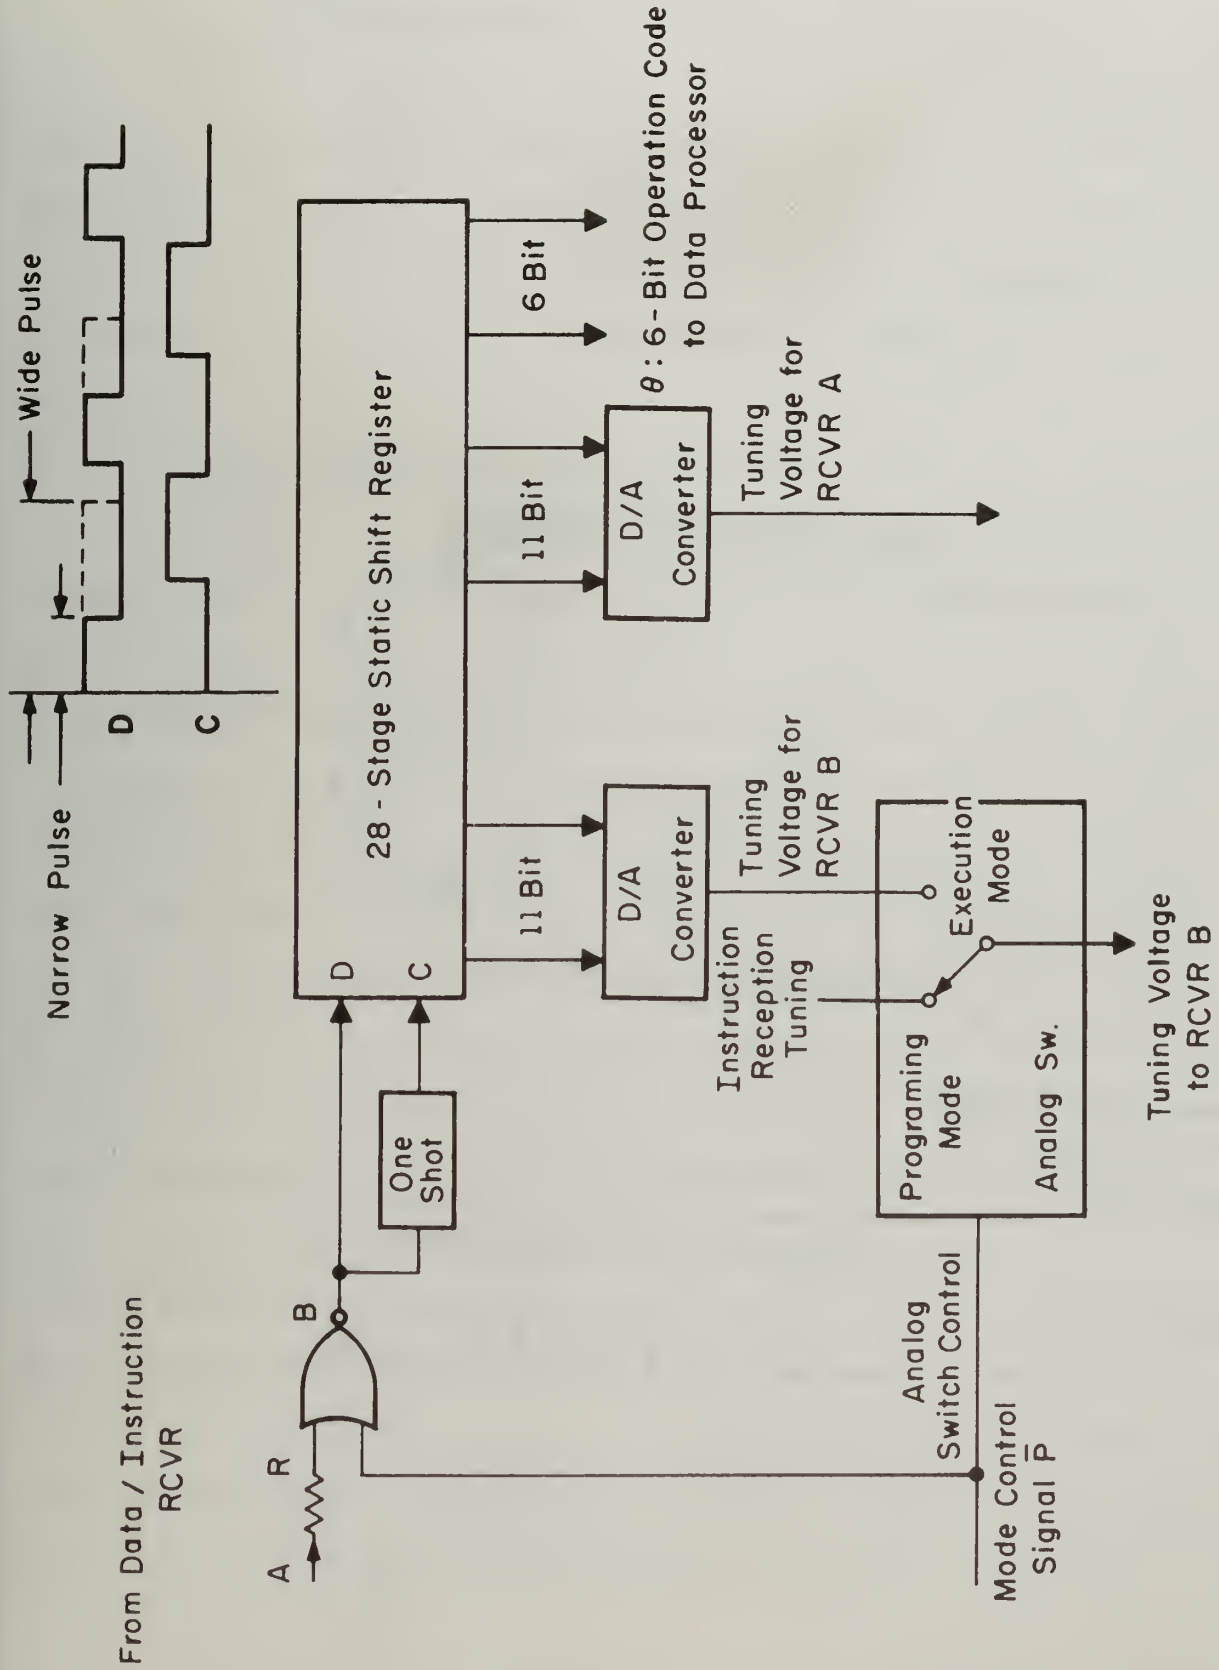 Narrow Pulse
Wide Pulse
D
C
From Data / Instruction
RCVR
A
R
B
One
Shot
D
C
28 - Stage Static Shift Register
11 Bit
11 Bit
6 Bit
D/A
Converter
D/A
Converter
θ : 6 - Bit Operation Code
to Data Processor
Instruction
Reception
Tuning
Tuning
Voltage for
RCVR B
Tuning
Voltage for
RCVR A
Analog
Switch Control
Programing
Mode
Execution
Mode
Analog Sw.
Mode Control
Signal P̅
Tuning Voltage
to RCVR B